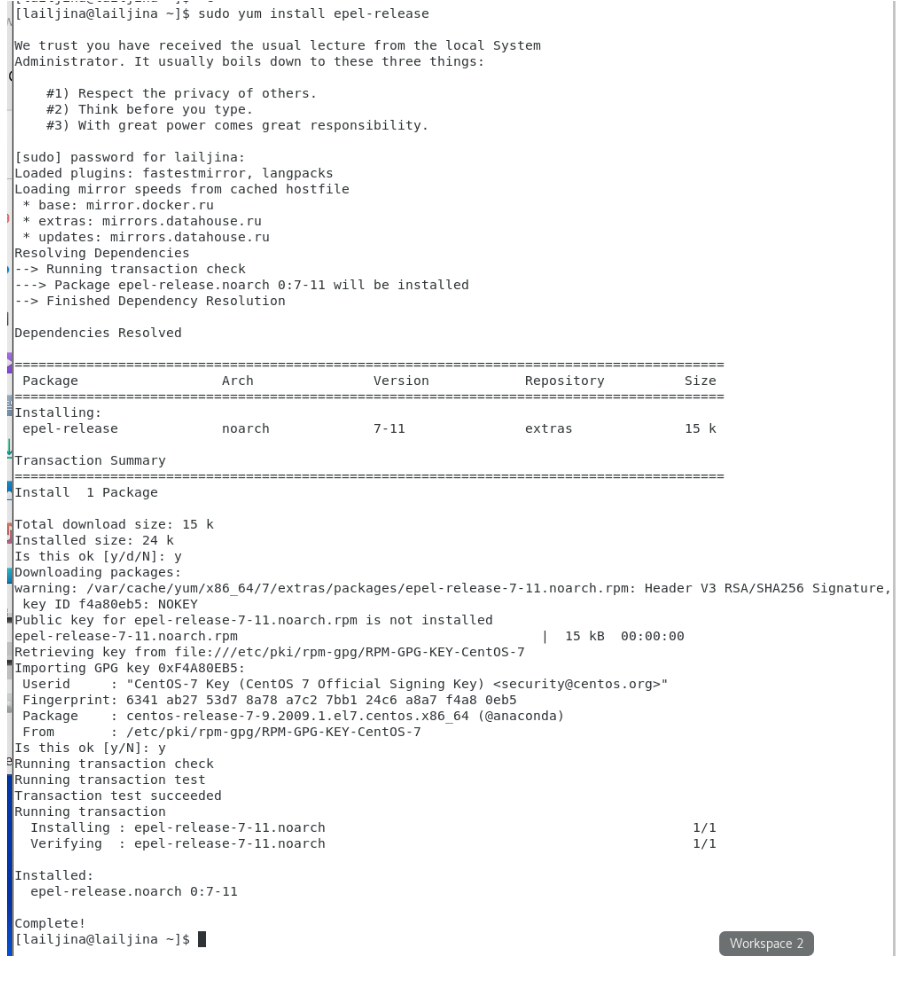 [lailjina@lailjina ~]$ sudo yum install epel-release

We trust you have received the usual lecture from the local System
Administrator. It usually boils down to these three things:

    #1) Respect the privacy of others.
    #2) Think before you type.
    #3) With great power comes great responsibility.

[sudo] password for lailjina:
Loaded plugins: fastestmirror, langpacks
Loading mirror speeds from cached hostfile
 * base: mirror.docker.ru
 * extras: mirrors.datahouse.ru
 * updates: mirrors.datahouse.ru
Resolving Dependencies
--> Running transaction check
---> Package epel-release.noarch 0:7-11 will be installed
--> Finished Dependency Resolution

Dependencies Resolved

=========================================================================================
 Package                  Arch               Version            Repository          Size
=========================================================================================
Installing:
 epel-release             noarch             7-11               extras              15 k

Transaction Summary
=========================================================================================
Install  1 Package

Total download size: 15 k
Installed size: 24 k
Is this ok [y/d/N]: y
Downloading packages:
warning: /var/cache/yum/x86_64/7/extras/packages/epel-release-7-11.noarch.rpm: Header V3 RSA/SHA256 Signature,
 key ID f4a80eb5: NOKEY
Public key for epel-release-7-11.noarch.rpm is not installed
epel-release-7-11.noarch.rpm                                      |  15 kB  00:00:00
Retrieving key from file:///etc/pki/rpm-gpg/RPM-GPG-KEY-CentOS-7
Importing GPG key 0xF4A80EB5:
 Userid     : "CentOS-7 Key (CentOS 7 Official Signing Key) <security@centos.org>"
 Fingerprint: 6341 ab27 53d7 8a78 a7c2 7bb1 24c6 a8a7 f4a8 0eb5
 Package    : centos-release-7-9.2009.1.el7.centos.x86_64 (@anaconda)
 From       : /etc/pki/rpm-gpg/RPM-GPG-KEY-CentOS-7
Is this ok [y/N]: y
Running transaction check
Running transaction test
Transaction test succeeded
Running transaction
  Installing : epel-release-7-11.noarch                                              1/1
  Verifying  : epel-release-7-11.noarch                                              1/1

Installed:
  epel-release.noarch 0:7-11

Complete!
[lailjina@lailjina ~]$
Workspace 2